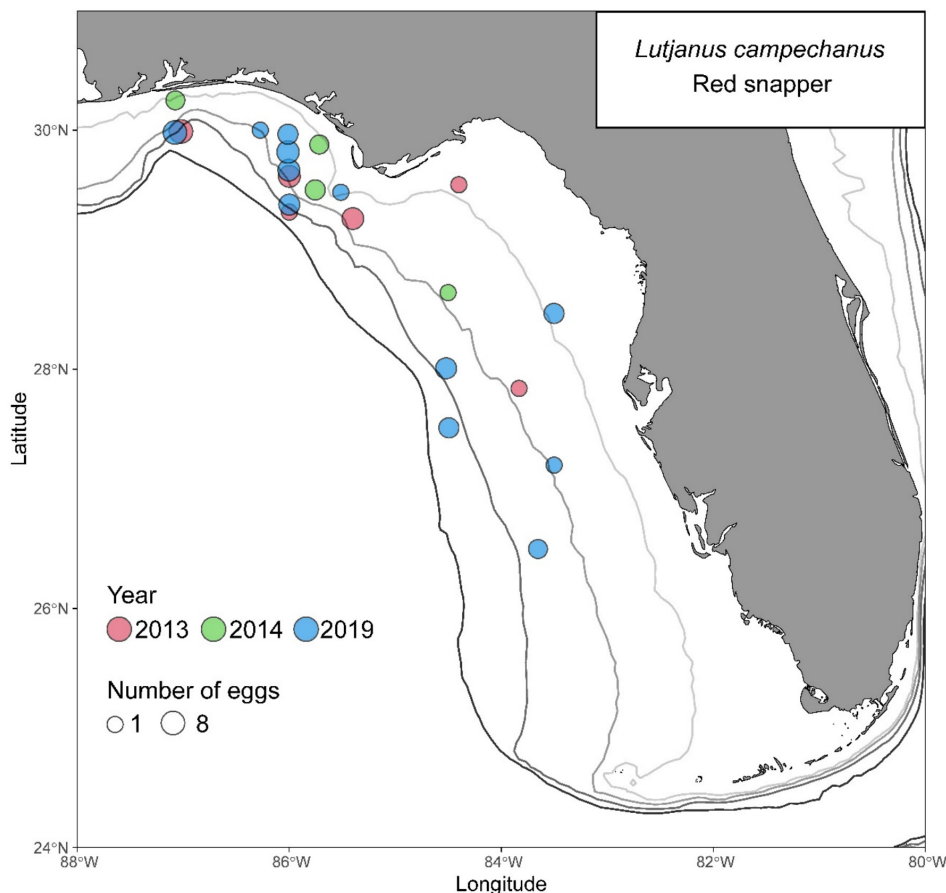 Lutjanus campechanus
Red snapper
30°N
28°N
26°N
24°N
Latitude
Year
2013 2014 2019
Number of eggs
1 8
88°W 86°W 84°W 82°W 80°W
Longitude